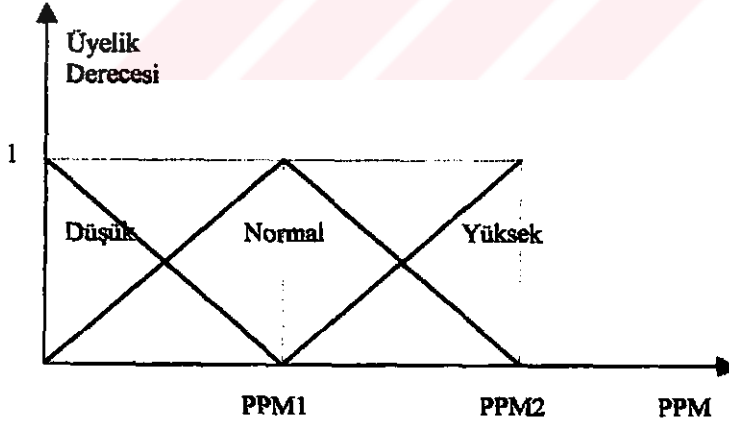 Üyelik
Derecesi
1
Düşük
Normal
Yüksek
PPM1
PPM2
PPM